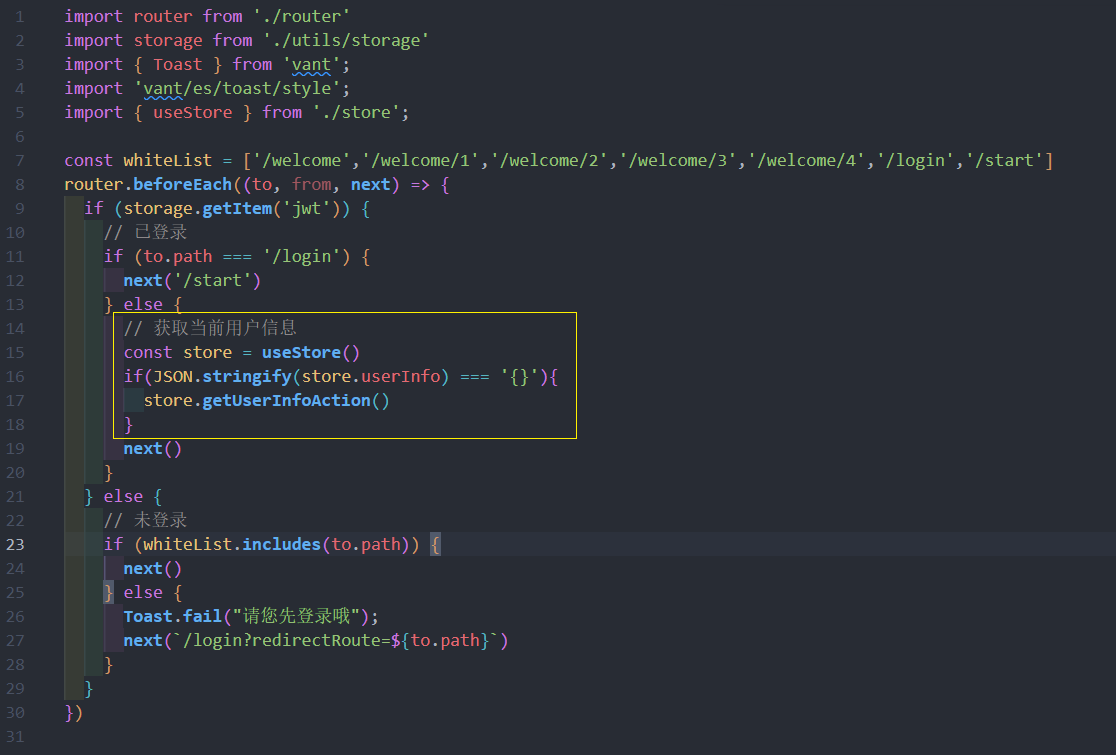 1 import router from './router'
2 import storage from './utils/storage'
3 import { Toast } from 'vant';
4 import 'vant/es/toast/style';
5 import { useStore } from './store';
6
7 const whiteList = ['/welcome','/welcome/1','/welcome/2','/welcome/3','/welcome/4','/login','/start']
8 router.beforeEach((to, from, next) => {
9   if (storage.getItem('jwt')) {
10     // 已登录
11     if (to.path === '/login') {
12       next('/start')
13     } else {
14       // 获取当前用户信息
15       const store = useStore()
16       if(JSON.stringify(store.userInfo) === '{}'){
17         store.getUserInfoAction()
18       }
19       next()
20     }
21   } else {
22     // 未登录
23     if (whiteList.includes(to.path)) {
24       next()
25     } else {
26       Toast.fail("请您先登录哦");
27       next(`/login?redirectRoute=${to.path}`)
28     }
29   }
30 })
31